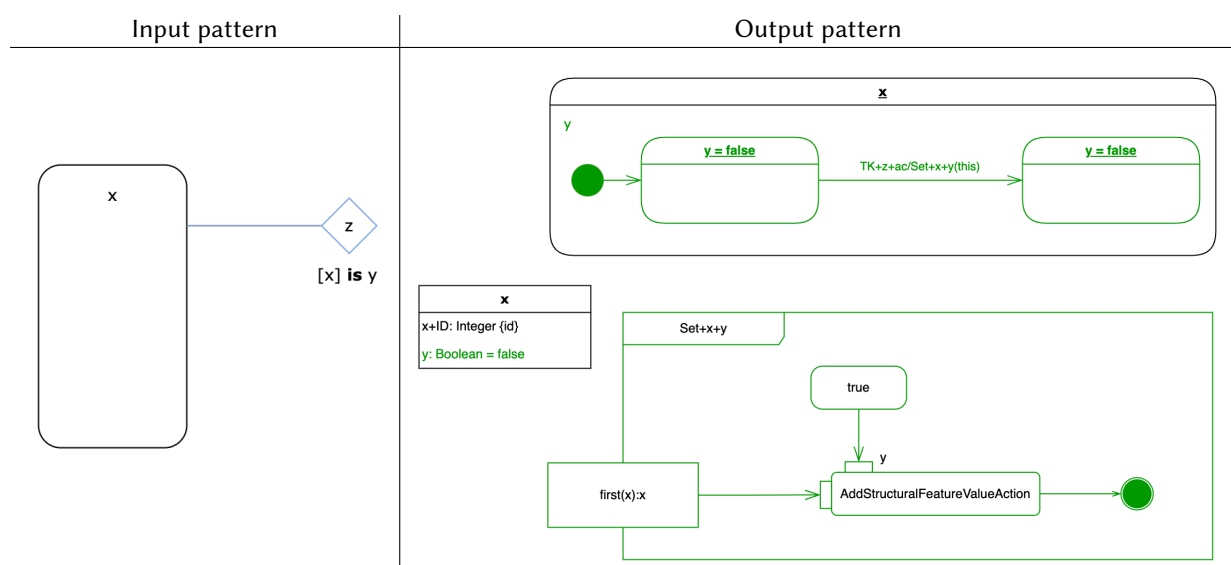 Input pattern
Output pattern
x
z
[x] is y
x
y
y = false
TK+z+ac/Set+x+y(this)
y = false
x
x+ID: Integer {id}
y: Boolean = false
Set+x+y
true
y
first(x):x
AddStructuralFeatureValueAction